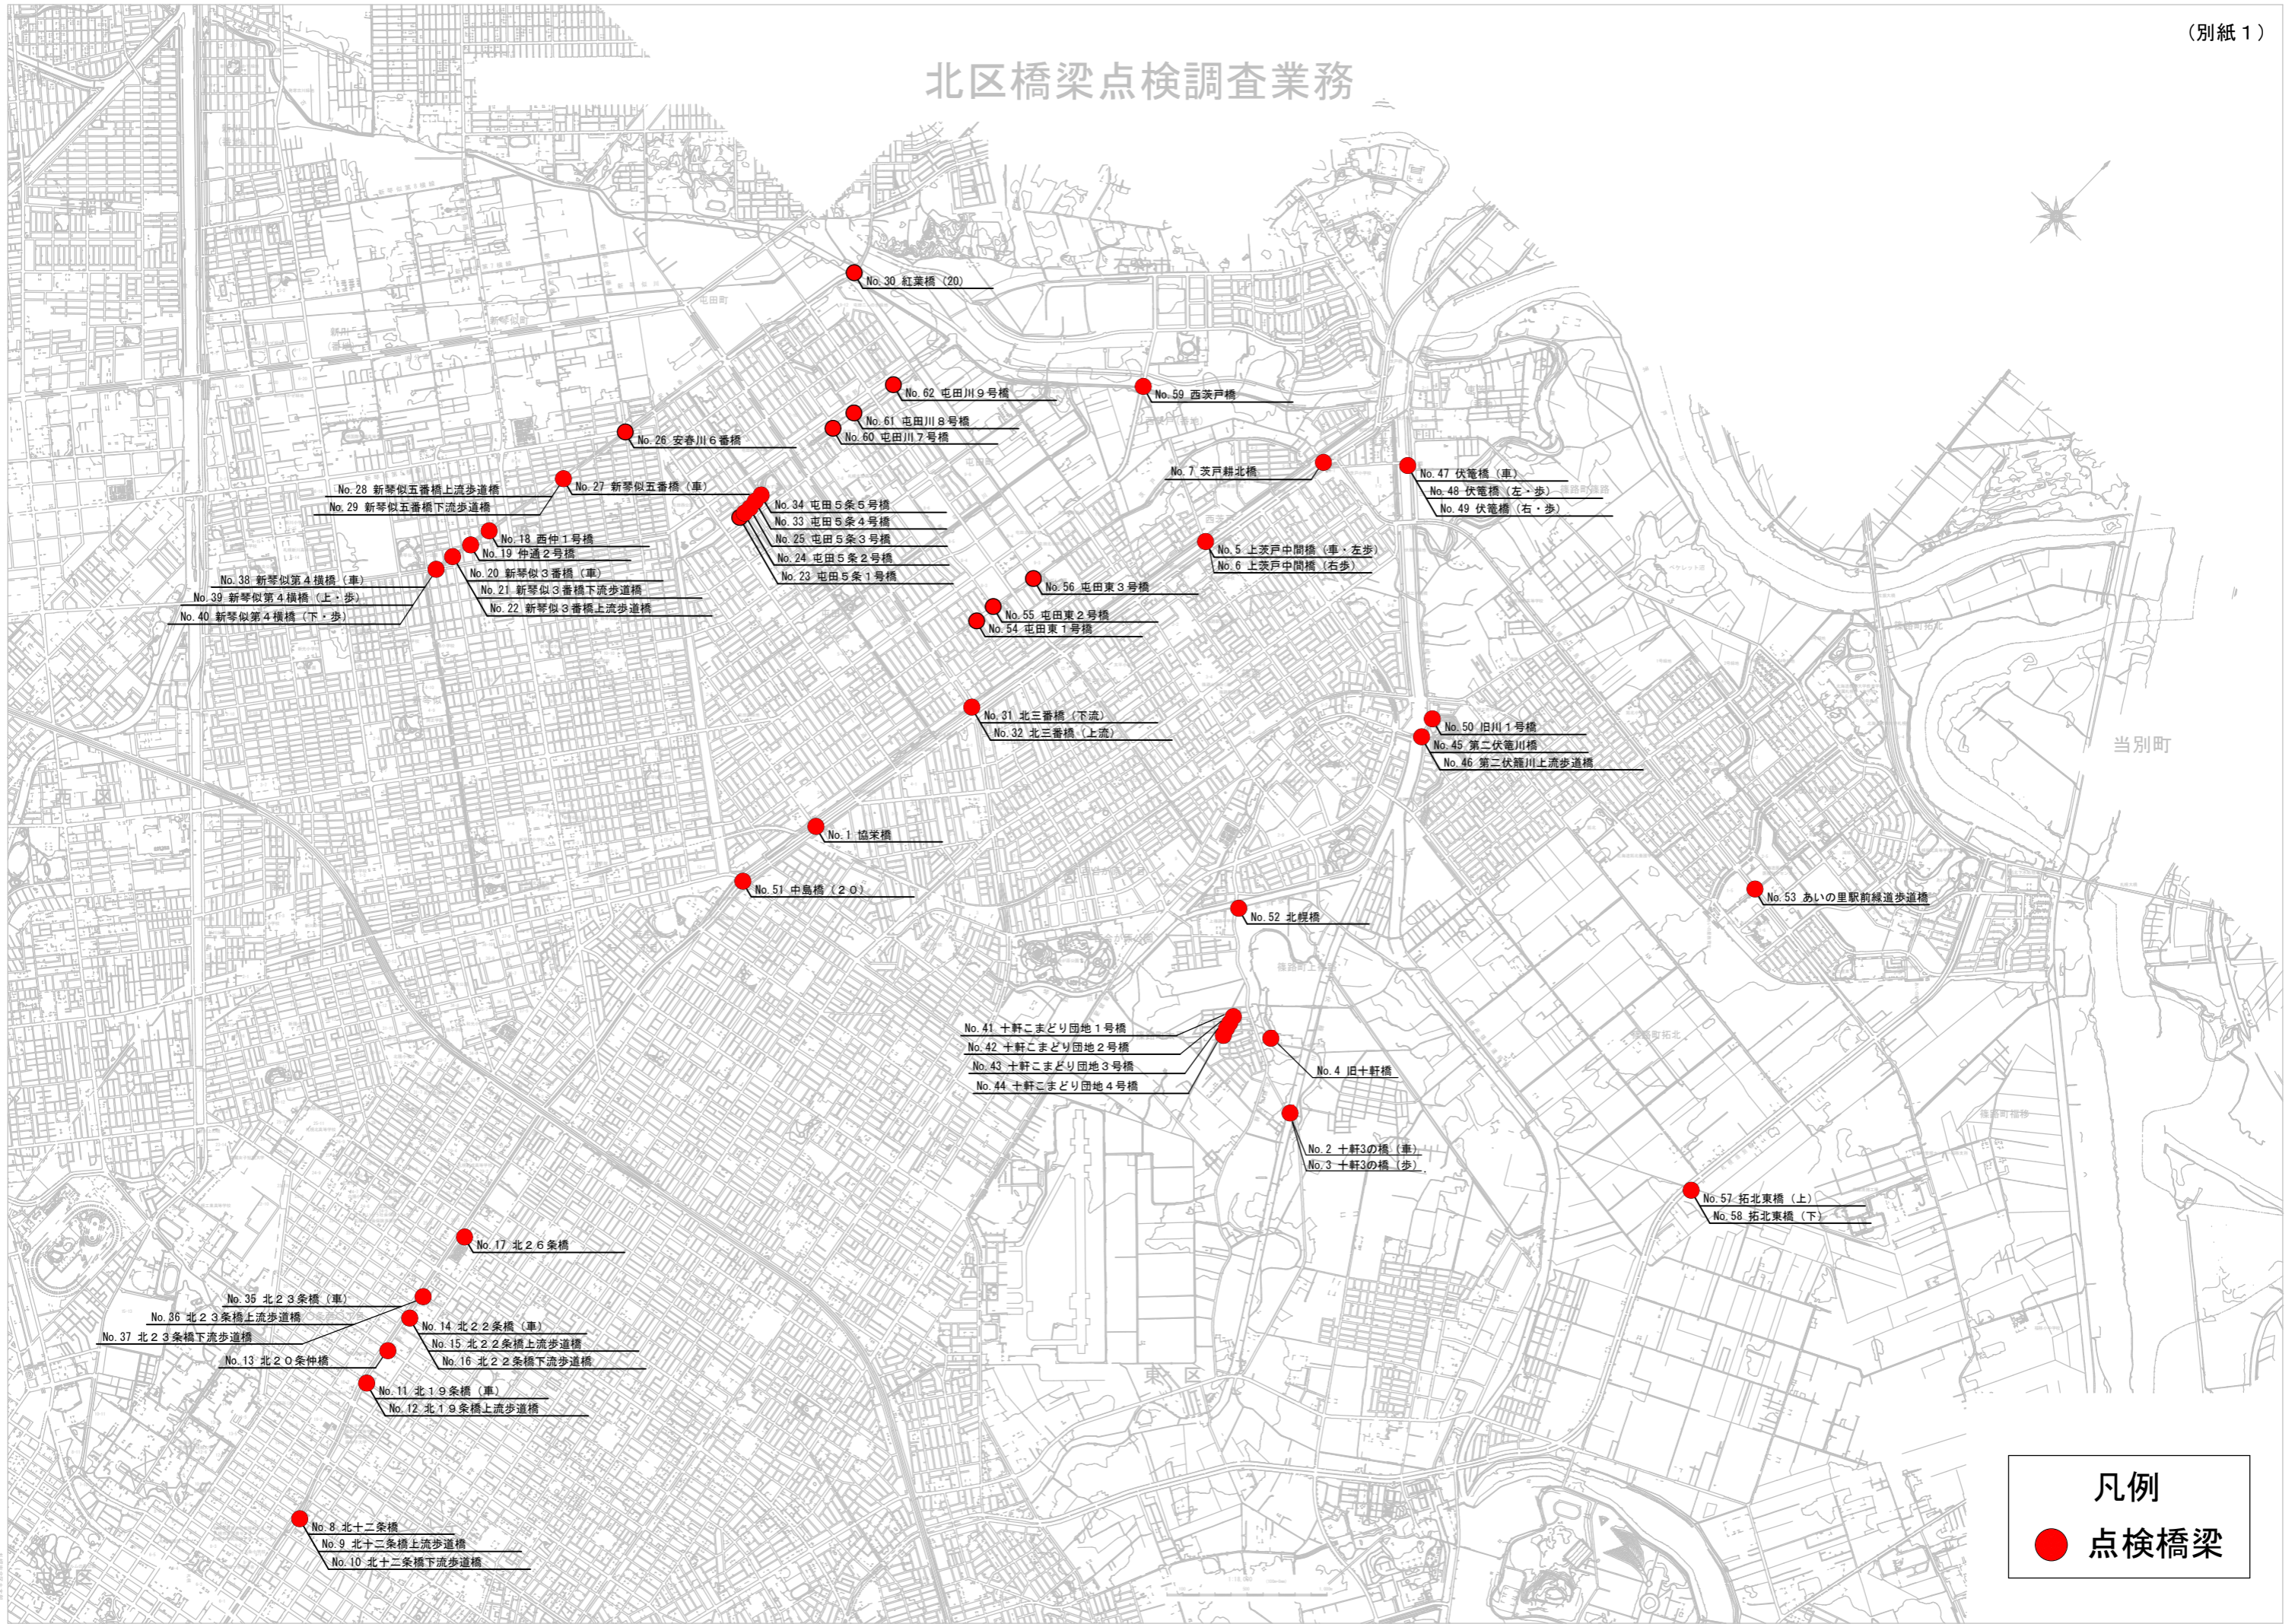 (別紙1)
北区橋梁点検調査業務
No.30 紅葉橋（20）
No.62 屯田川９号橋
No.59 西茨戸橋
No.61 屯田川８号橋
No.60 屯田川７号橋
No.26 安春川６番橋
No.7 茨戸耕北橋
No.47 伏篭橋（車）
No.48 伏篭橋（左・歩）
No.49 伏篭橋（右・歩）
No.28 新琴似五番橋上流歩道橋
No.27 新琴似五番橋（車）
No.29 新琴似五番橋下流歩道橋
No.34 屯田５条５号橋
No.33 屯田５条４号橋
No.25 屯田５条３号橋
No.24 屯田５条２号橋
No.23 屯田５条１号橋
No.18 西仲１号橋
No.19 仲通２号橋
No.20 新琴似３番橋（車）
No.21 新琴似３番橋下流歩道橋
No.22 新琴似３番橋上流歩道橋
No.38 新琴似第４横橋（車）
No.39 新琴似第４横橋（上・歩）
No.40 新琴似第４横橋（下・歩）
No.5 上茨戸中間橋（車・左歩）
No.6 上茨戸中間橋（右歩）
No.56 屯田東３号橋
No.55 屯田東２号橋
No.54 屯田東１号橋
No.31 北三番橋（下流）
No.32 北三番橋（上流）
No.50 旧川１号橋
No.45 第二伏篭川橋
No.46 第二伏籠川上流歩道橋
当別町
西 区
No.1 協栄橋
No.51 中島橋（２０）
No.53 あいの里駅前緑道歩道橋
No.52 北幌橋
No.41 十軒こまどり団地１号橋
No.42 十軒こまどり団地２号橋
No.43 十軒こまどり団地３号橋
No.44 十軒こまどり団地４号橋
No.4 旧十軒橋
No.2 十軒3の橋（車）
No.3 十軒3の橋（歩）
No.57 拓北東橋（上）
No.58 拓北東橋（下）
No.17 北２６条橋
No.35 北２３条橋（車）
No.36 北２３条橋上流歩道橋
No.37 北２３条橋下流歩道橋
No.14 北２２条橋（車）
No.15 北２２条橋上流歩道橋
No.16 北２２条橋下流歩道橋
No.13 北２０条仲橋
No.11 北１９条橋（車）
No.12 北１９条橋上流歩道橋
東 区
No.8 北十二条橋
No.9 北十二条橋上流歩道橋
No.10 北十二条橋下流歩道橋
凡例
点検橋梁